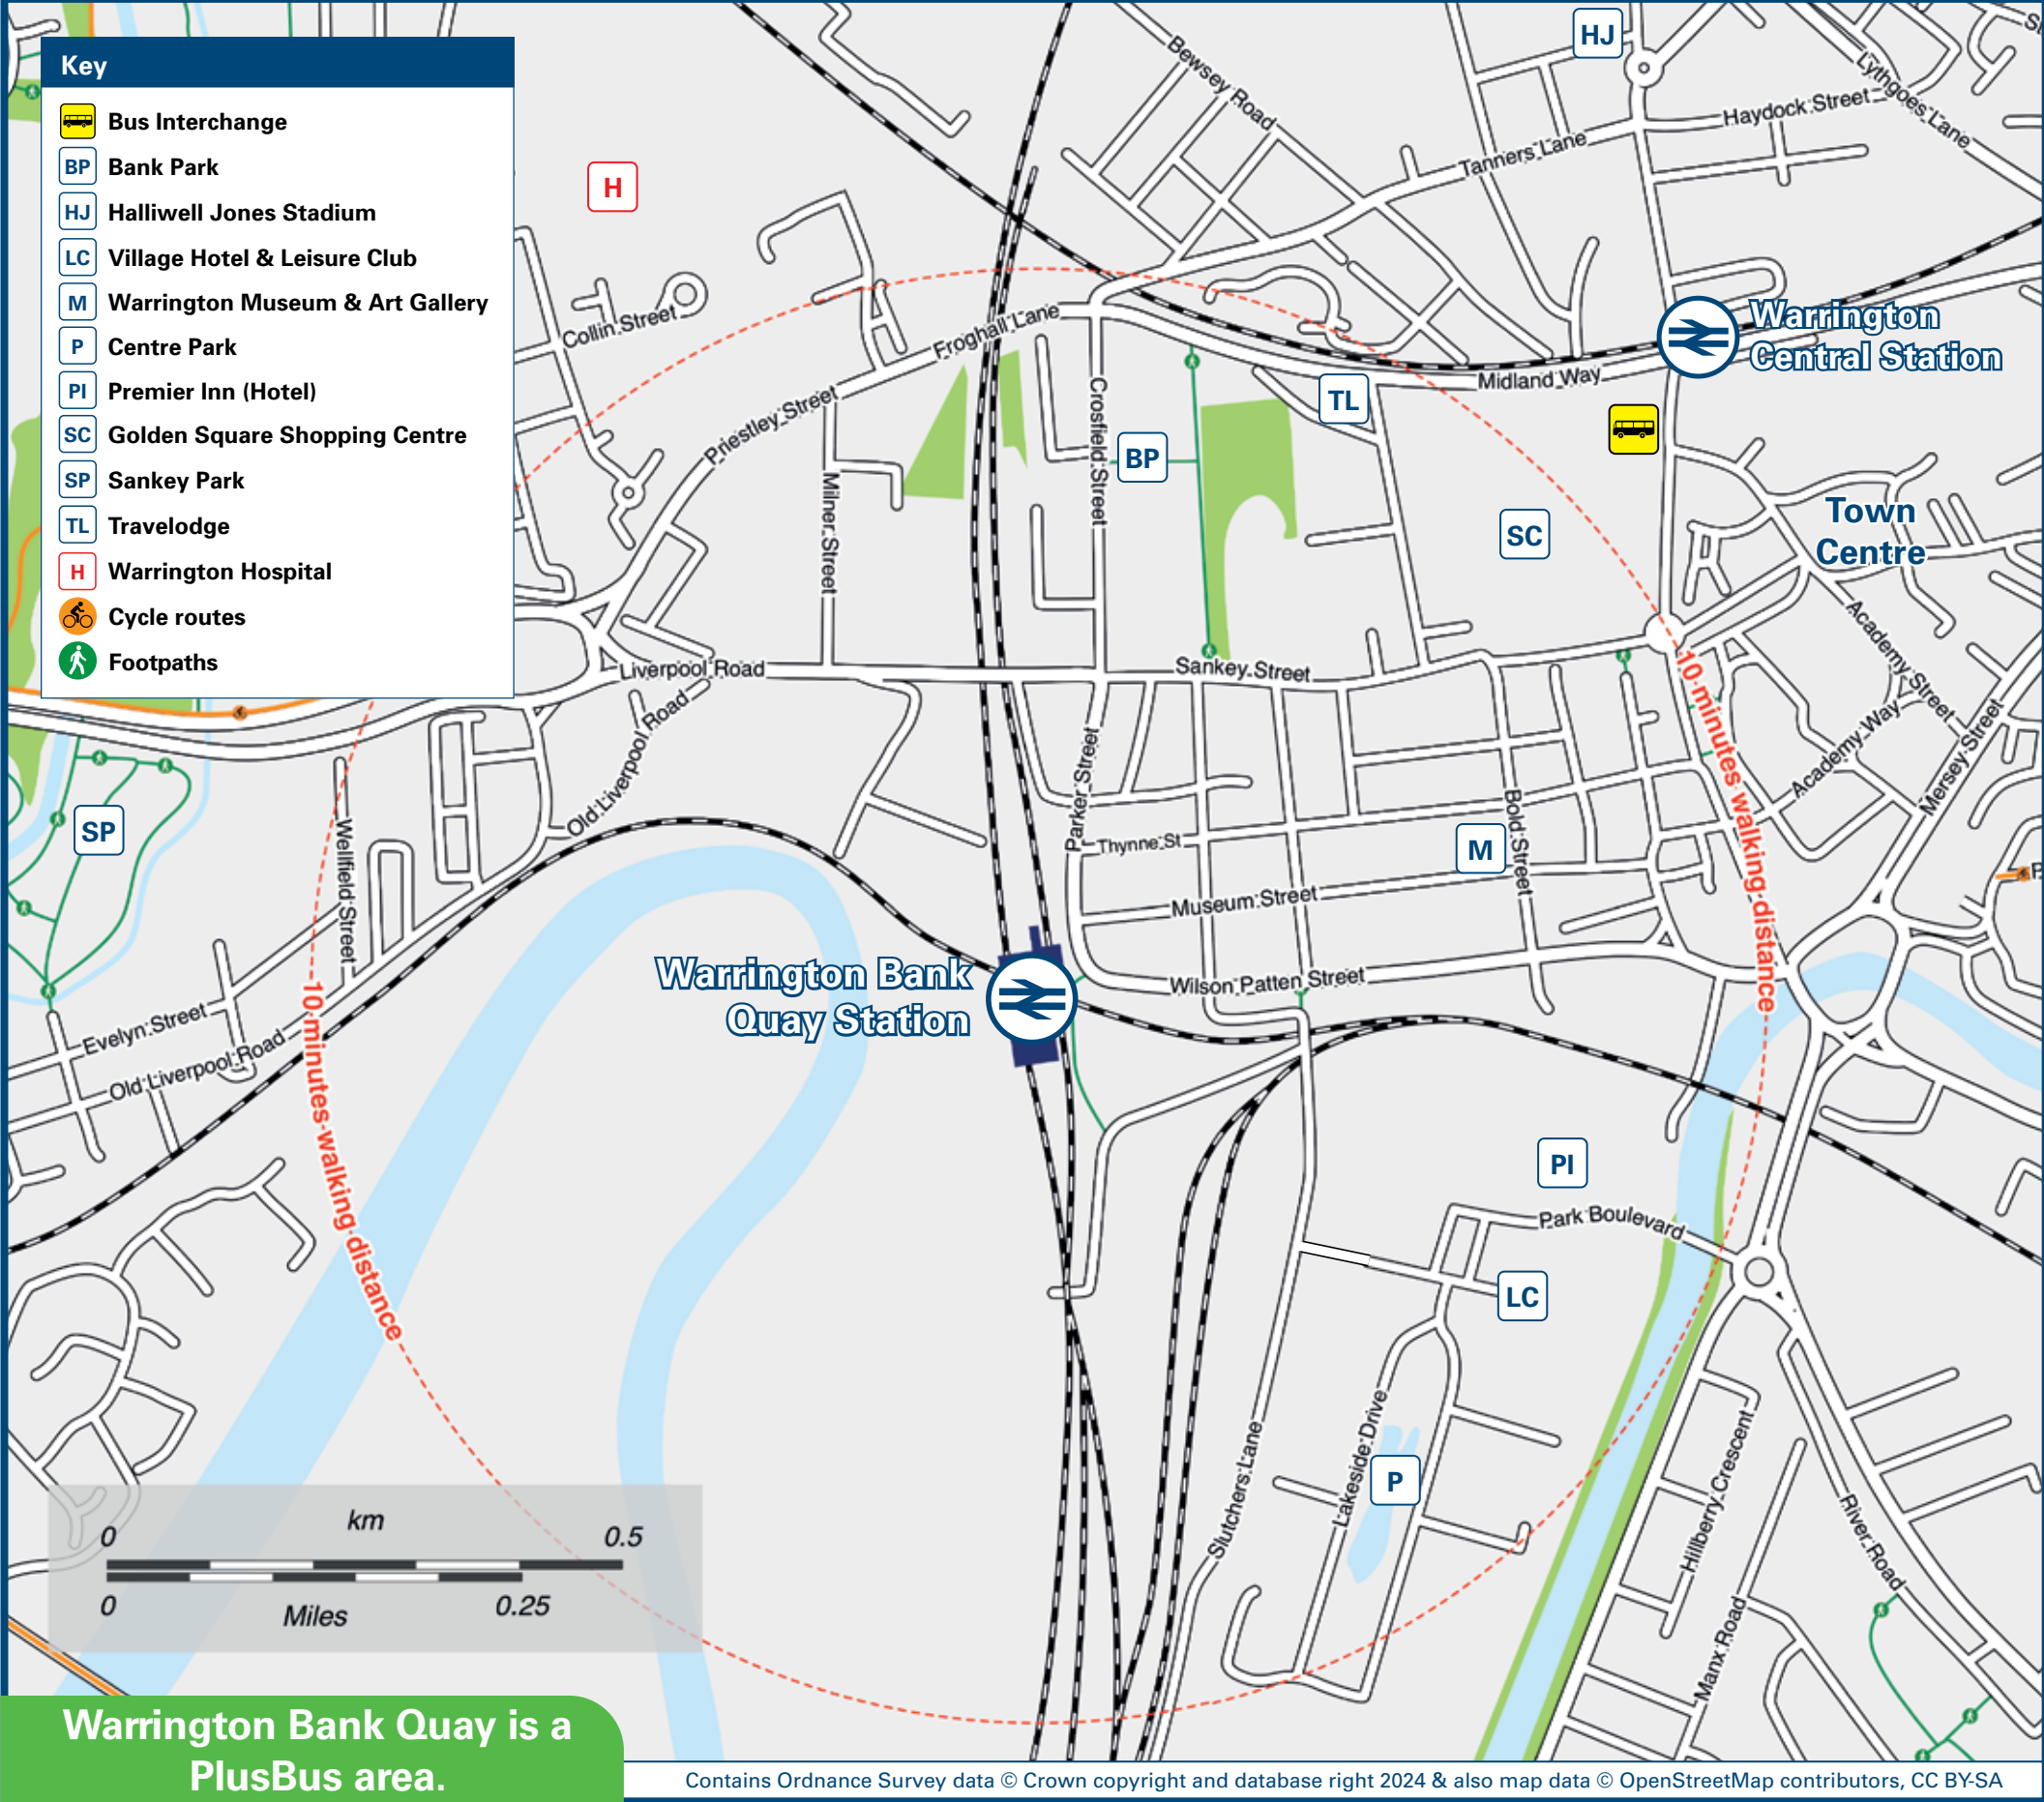 Key
Bus Interchange
BP Bank Park
HJ Halliwell Jones Stadium
LC Village Hotel & Leisure Club
M Warrington Museum & Art Gallery
P Centre Park
PI Premier Inn (Hotel)
SC Golden Square Shopping Centre
SP Sankey Park
TL Travelodge
H Warrington Hospital
Cycle routes
Footpaths
HJ
Bewsey Road
Lythgoes Lane
Haydock Street
Tanners Lane
H
Collin Street
Froghall Lane
Warrington
Central Station
Midland Way
Priestley Street
Crosfield Street
TL
BP
Milner Street
SC
Town
Centre
Liverpool Road
Sankey Street
Academy Street
10 minutes walking distance
Academy Way
Mersey Street
Old Liverpool Road
Parker Street
SP
Wellfield Street
Thynne St
M
Bold Street
Museum Street
Warrington Bank
Quay Station
Wilson Patten Street
Evelyn Street
Old Liverpool Road
10 minutes walking distance
PI
Park Boulevard
LC
Slutchers Lane
Lakeside Drive
P
Hillberry Crescent
River Road
Manx Road
km
0 0.5
0 0.25
Miles
Warrington Bank Quay is a
PlusBus area.
Contains Ordnance Survey data © Crown copyright and database right 2024 & also map data © OpenStreetMap contributors, CC BY-SA